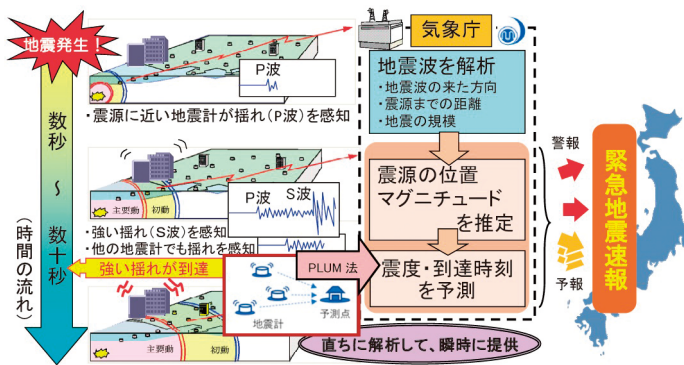 地震発生！
数秒
～
数十秒
(時間の流れ)
P波
・震源に近い地震計が揺れ(P波)を感知
主要動
初動
P波
S波
・強い揺れ(S波)を感知
・他の地震計でも揺れを感知
強い揺れが到達
主要動
初動
地震計
予測点
PLUM 法
気象庁
地震波を解析
・地震波の来た方向
・震源までの距離
・地震の規模
震源の位置
マグニチュード
を推定
震度・到達時刻
を予測
直ちに解析して、瞬時に提供
警報
予報
緊急地震速報